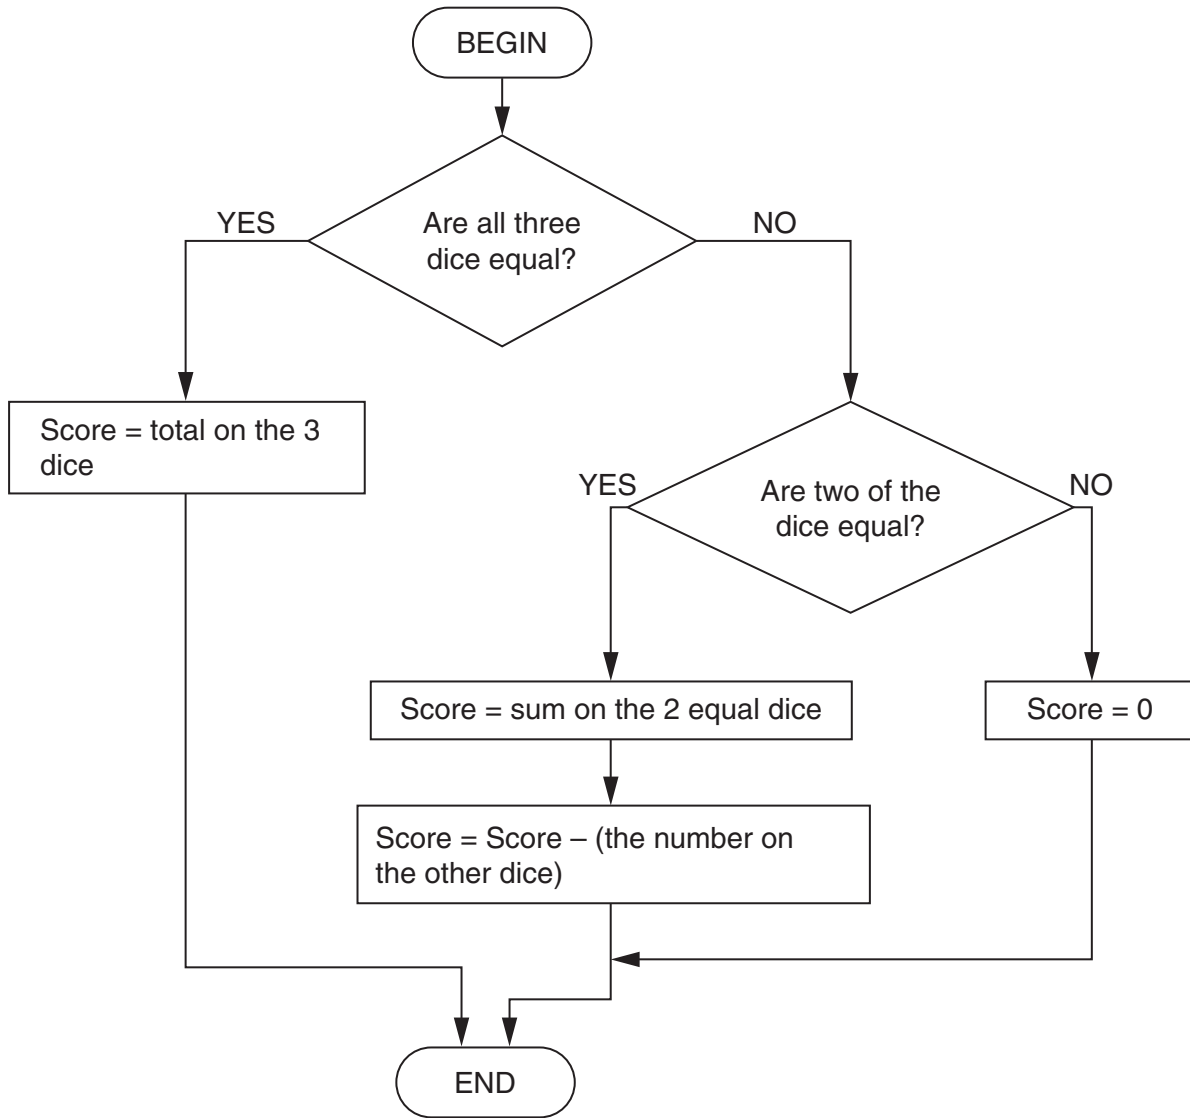 BEGIN
YES
Are all three
dice equal?
NO
Score = total on the 3
dice
YES
Are two of the
dice equal?
NO
Score = sum on the 2 equal dice
Score = 0
Score = Score – (the number on
the other dice)
END